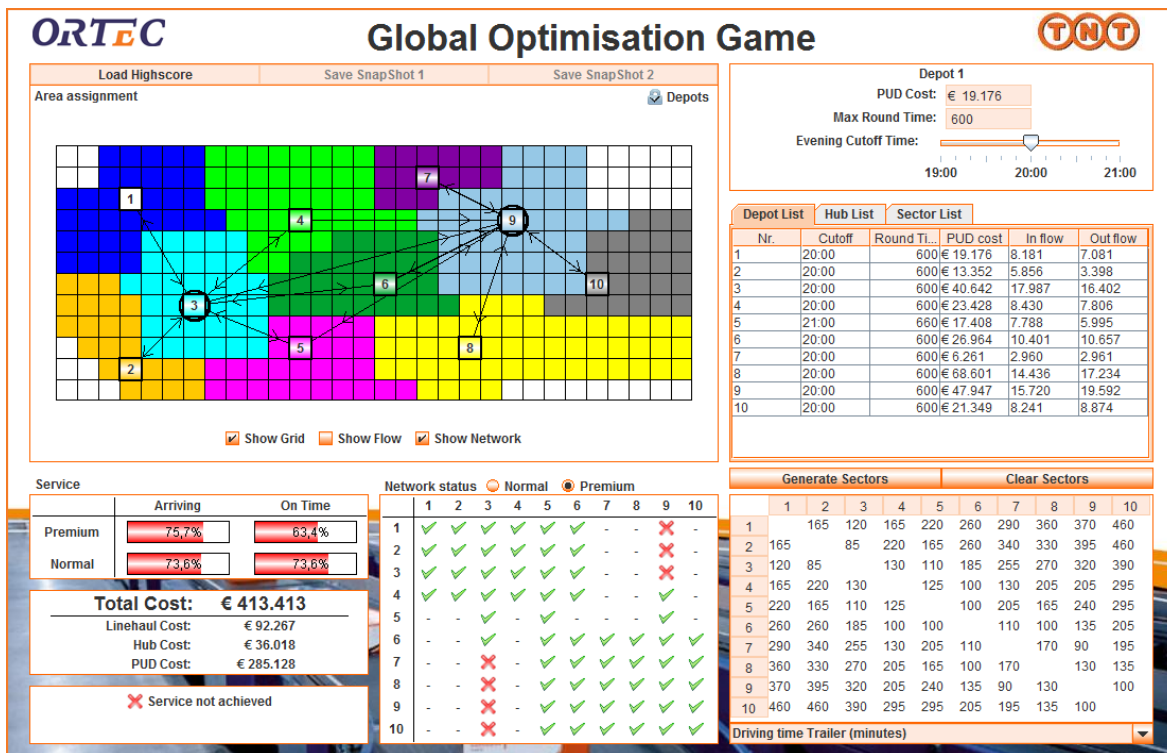 ORTEC
Global Optimisation Game
TNT
Load Highscore Save SnapShot 1 Save SnapShot 2
Area assignment Depots
1
7
4
9
6
10
3
5
8
2
Show Grid Show Flow Show Network
Depot 1
PUD Cost: € 19.176
Max Round Time: 600
Evening Cutoff Time:
19:00 20:00 21:00
Depot List Hub List Sector List
Nr. Cutoff Round Ti... PUD cost In flow Out flow
1 20:00 600 € 19.176 8.181 7.081
2 20:00 600 € 13.352 5.856 3.398
3 20:00 600 € 40.642 17.987 16.402
4 20:00 600 € 23.428 8.430 7.806
5 21:00 660 € 17.408 7.788 5.995
6 20:00 600 € 26.964 10.401 10.657
7 20:00 600 € 6.261 2.960 2.961
8 20:00 600 € 68.601 14.436 17.234
9 20:00 600 € 47.947 15.720 19.592
10 20:00 600 € 21.349 8.241 8.874
Generate Sectors Clear Sectors
Service
Arriving On Time
Premium 75,7% 63,4%
Normal 73,6% 73,6%
Total Cost: € 413.413
Linehaul Cost: € 92.267
Hub Cost: € 36.018
PUD Cost: € 285.128
Service not achieved
Network status Normal Premium
1 2 3 4 5 6 7 8 9 10
1 ✓ ✓ ✓ ✓ ✓ ✓ - - ✗ -
2 ✓ ✓ ✓ ✓ ✓ ✓ - - ✗ -
3 ✓ ✓ ✓ ✓ ✓ ✓ - - ✗ -
4 ✓ ✓ ✓ ✓ ✓ ✓ - - ✓ -
5 - - ✓ - ✓ - - - ✓ -
6 - - ✓ - ✓ ✓ ✓ ✓ ✓ ✓
7 - - ✗ - ✓ ✓ ✓ ✓ ✓ ✓
8 - - ✗ - ✓ ✓ ✓ ✓ ✓ ✓
9 - - ✗ - ✓ ✓ ✓ ✓ ✓ ✓
10 - - ✗ - ✓ ✓ ✓ ✓ ✓ ✓
1 2 3 4 5 6 7 8 9 10
1 165 120 165 220 260 290 360 370 460
2 165 85 220 165 260 340 330 395 460
3 120 85 130 110 185 255 270 320 390
4 165 220 130 125 100 130 205 205 295
5 220 165 110 125 100 205 165 240 295
6 260 260 185 100 100 110 100 135 205
7 290 340 255 130 205 110 170 90 195
8 360 330 270 205 165 100 170 130 135
9 370 395 320 205 240 135 90 130 100
10 460 460 390 295 295 205 195 135 100
Driving time Trailer (minutes)